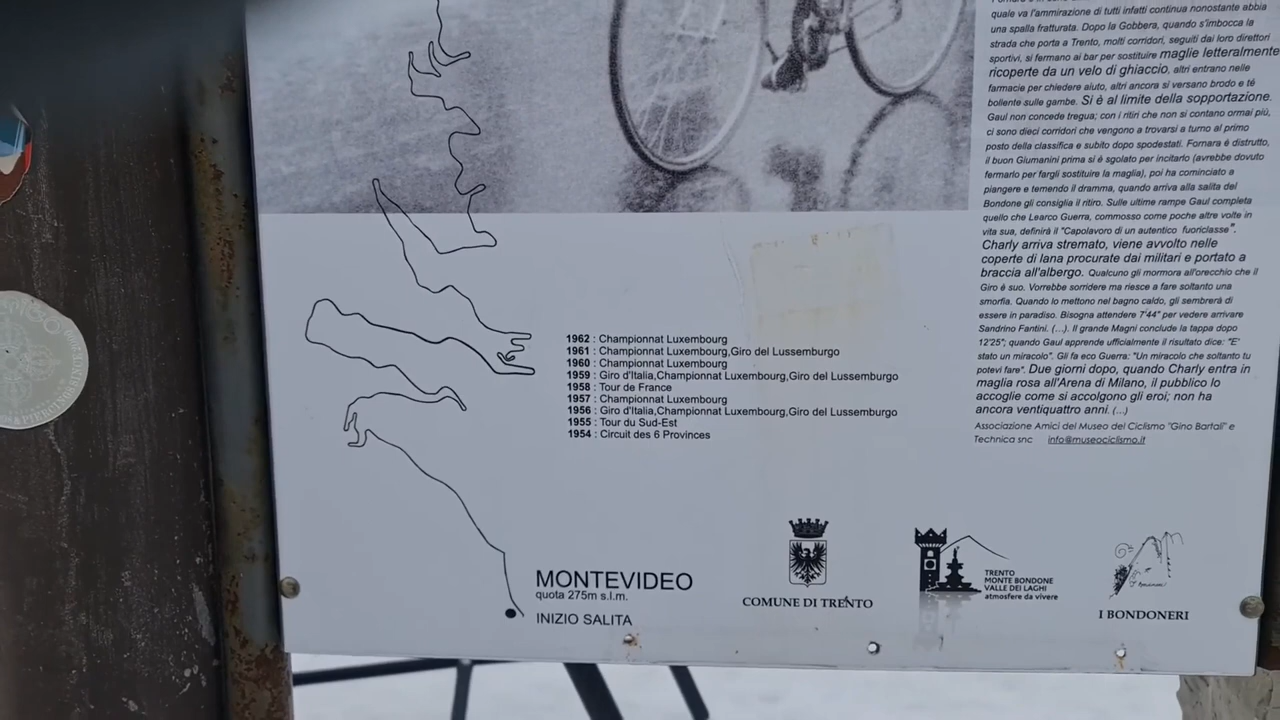 quale va l'ammirazione di tutti infatti continua nonostante abbia
una spalla fratturata. Dopo la Gobbera, quando s'imbocca la
strada che porta a Trento, molti corridori, seguiti dai loro direttori
sportivi, si fermano ai bar per sostituire maglie letteralmente
ricoperte da un velo di ghiaccio, altri entrano nelle
farmacie per chiedere aiuto, altri ancora si versano brodo e tè
bollente sulle gambe. Si è al limite della sopportazione.
Gaul non concede tregua; con i ritiri che non si contano ormai più,
ci sono dieci corridori che vengono a trovarsi a turno al primo
posto della classifica e subito dopo spodestati. Fornara è distrutto,
il buon Giumanini prima si è sgolato per incitarlo (avrebbe dovuto
fermarlo per fargli sostituire la maglia), poi ha cominciato a
piangere e temendo il dramma, quando arriva alla salita del
Bondone gli consiglia il ritiro. Sulle ultime rampe Gaul completa
quello che Learco Guerra, commosso come poche altre volte in
vita sua, definirà il "Capolavoro di un autentico fuoriclasse".
Charly arriva stremato, viene avvolto nelle
coperte di lana procurate dai militari e portato a
braccia all'albergo. Qualcuno gli mormora all'orecchio che il
Giro è suo. Vorrebbe sorridere ma riesce a fare soltanto una
smorfia. Quando lo mettono nel bagno caldo, gli sembrerà di
essere in paradiso. Bisogna attendere 7'44" per vedere arrivare
Sandrino Fantini. (…). Il grande Magni conclude la tappa dopo
12'25"; quando Gaul apprende ufficialmente il risultato dice: "E'
stato un miracolo". Gli fa eco Guerra: "Un miracolo che soltanto tu
potevi fare". Due giorni dopo, quando Charly entra in
maglia rosa all'Arena di Milano, il pubblico lo
accoglie come si accolgono gli eroi; non ha
ancora ventiquattro anni. (…)
Associazione Amici del Museo del Ciclismo "Gino Bartali" e
Technica snc info@museociclismo.it
1962 : Championnat Luxembourg
1961 : Championnat Luxembourg,Giro del Lussemburgo
1960 : Championnat Luxembourg
1959 : Giro d'Italia,Championnat Luxembourg,Giro del Lussemburgo
1958 : Tour de France
1957 : Championnat Luxembourg
1956 : Giro d'Italia,Championnat Luxembourg,Giro del Lussemburgo
1955 : Tour du Sud-Est
1954 : Circuit des 6 Provinces
MONTEVIDEO
quota 275m s.l.m.
INIZIO SALITA
COMUNE DI TRENTO
TRENTO
MONTE BONDONE
VALLE DEI LAGHI
atmosfere da vivere
I BONDONERI